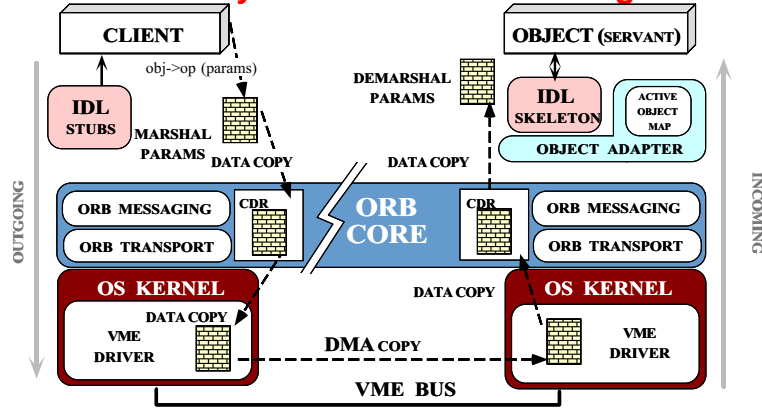 CLIENT
OBJECT (SERVANT)
obj->op (params)
DEMARSHAL
PARAMS
IDL
STUBS
IDL
SKELETON
ACTIVE
OBJECT
MAP
MARSHAL
PARAMS
OBJECT ADAPTER
DATA COPY
DATA COPY
OUTGOING
INCOMING
ORB MESSAGING
CDR
ORB
CORE
CDR
ORB MESSAGING
ORB TRANSPORT
ORB TRANSPORT
OS KERNEL
OS KERNEL
DATA COPY
DATA COPY
VME
DRIVER
VME
DRIVER
DMA COPY
VME BUS